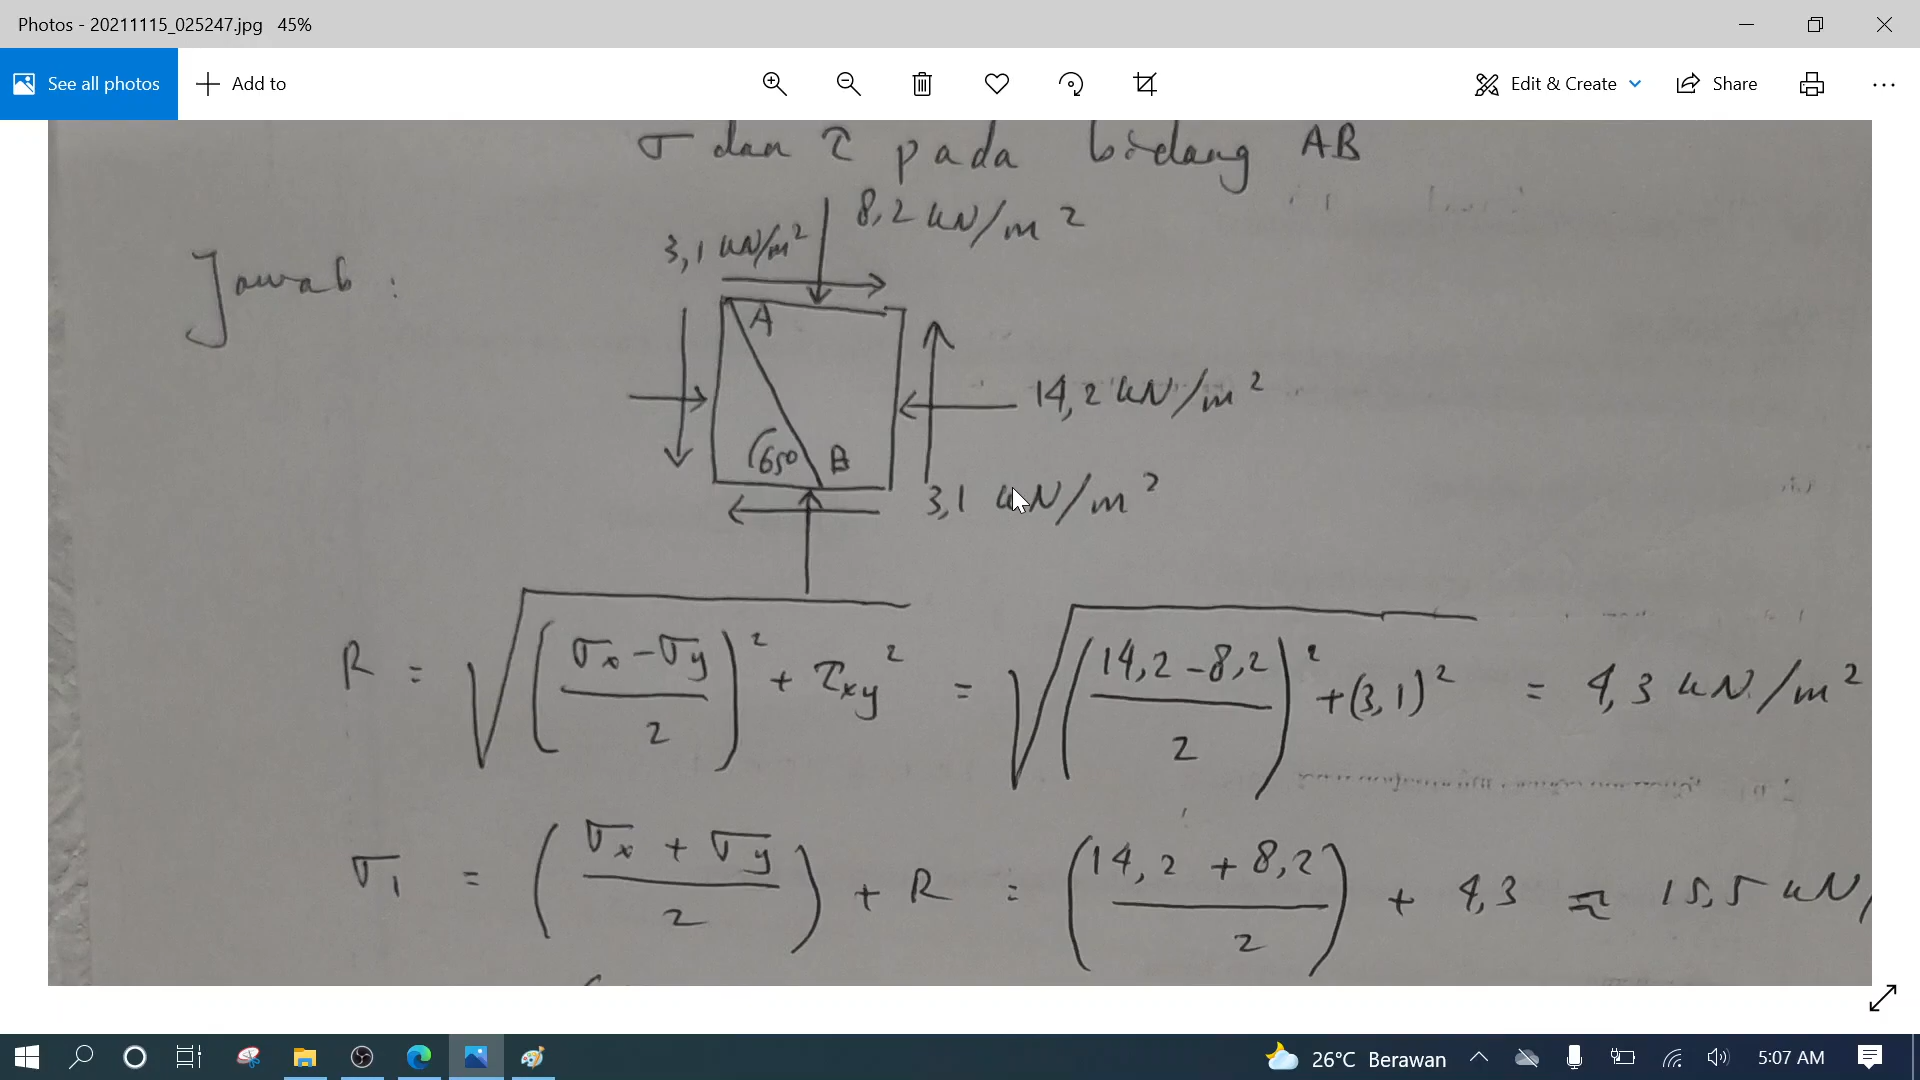 Photos - 20211115_025247.jpg 45%
See all photos
Add to
Edit & Create
Share
σ dan τ pada bidang AB
3,1 kN/m²
8,2 kN/m²
Jawab :
A
14,2 kN/m²
65°
B
3,1 kN/m²
R = √((σx - σy)/2)² + τxy² = √((14,2 - 8,2)/2)² + (3,1)² = 4,3 kN/m²
σ1 = ((σx + σy)/2) + R = ((14,2 + 8,2)/2) + 4,3 ≈ 15,5 kN/
26°C Berawan
5:07 AM